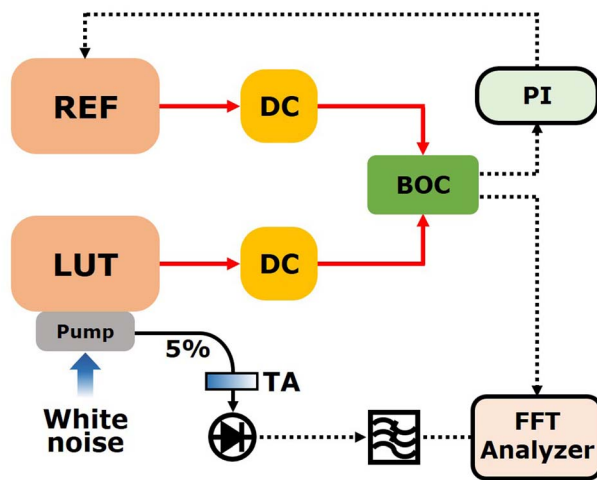 REF
DC
PI
BOC
LUT
DC
Pump
5%
TA
White
noise
FFT
Analyzer